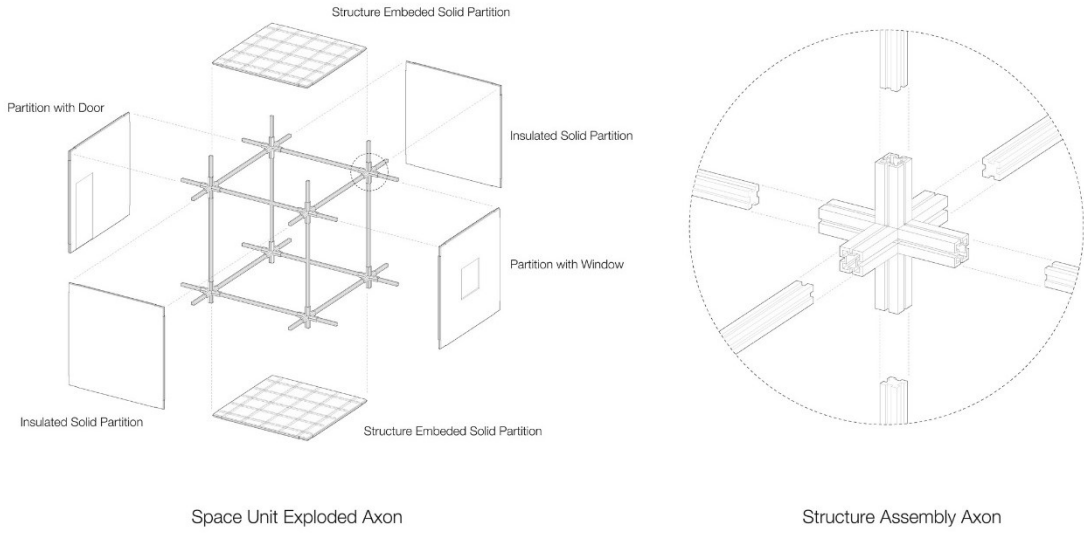 Structure Embeded Solid Partition
Partition with Door
Insulated Solid Partition
Partition with Window
Insulated Solid Partition
Structure Embeded Solid Partition
Space Unit Exploded Axon
Structure Assembly Axon